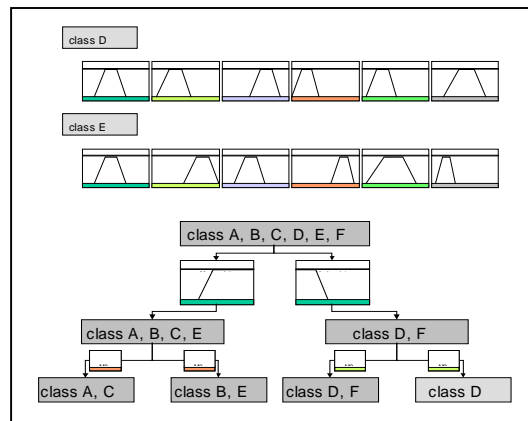 class D
class E
class A, B, C, D, E, F
class A, B, C, E
class D, F
class A, C
class B, E
class D, F
class D